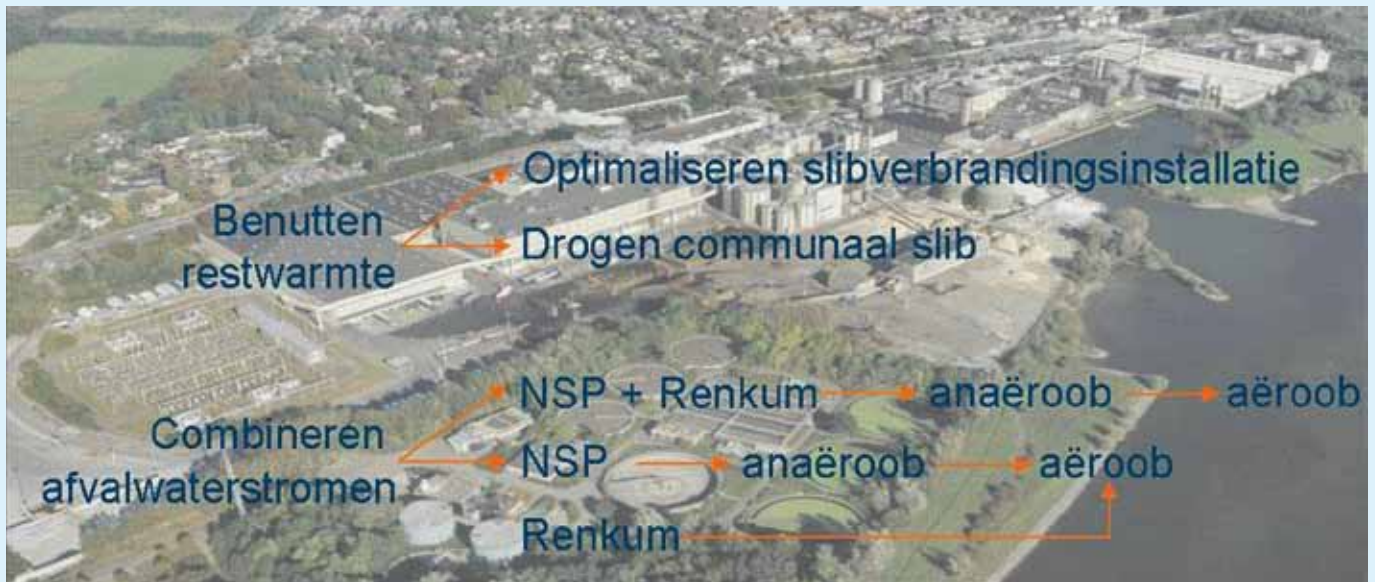 Optimaliseren slibverbrandingsinstallatie
Benutten
restwarmte
Drogen communaal slib
NSP + Renkum anaëroob aëroob
Combineren
afvalwaterstromen
NSP anaëroob aëroob
Renkum